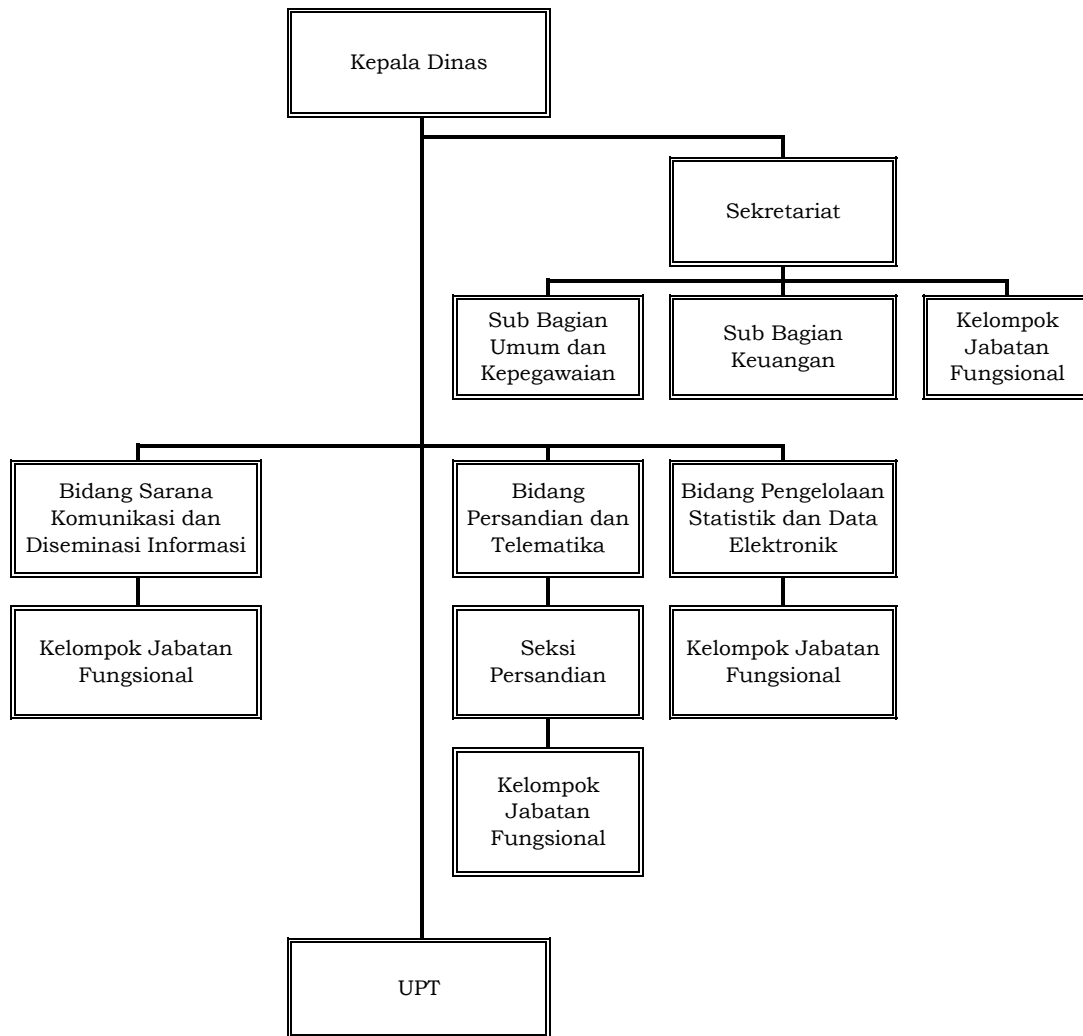 Kepala Dinas
Sekretariat
Sub Bagian
Umum dan
Kepegawaian
Sub Bagian
Keuangan
Kelompok
Jabatan
Fungsional
Bidang Sarana
Komunikasi dan
Diseminasi Informasi
Bidang
Persandian dan
Telematika
Bidang Pengelolaan
Statistik dan Data
Elektronik
Kelompok Jabatan
Fungsional
Seksi
Persandian
Kelompok Jabatan
Fungsional
Kelompok
Jabatan
Fungsional
UPT